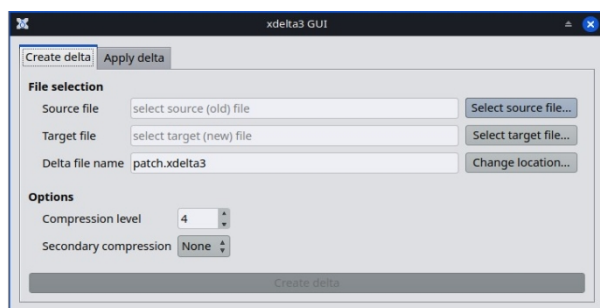 xdelta3 GUI
Create delta Apply delta
File selection
Source file select source (old) file Select source file...
Target file select target (new) file Select target file...
Delta file name patch.xdelta3 Change location...
Options
Compression level 4
Secondary compression None
Create delta